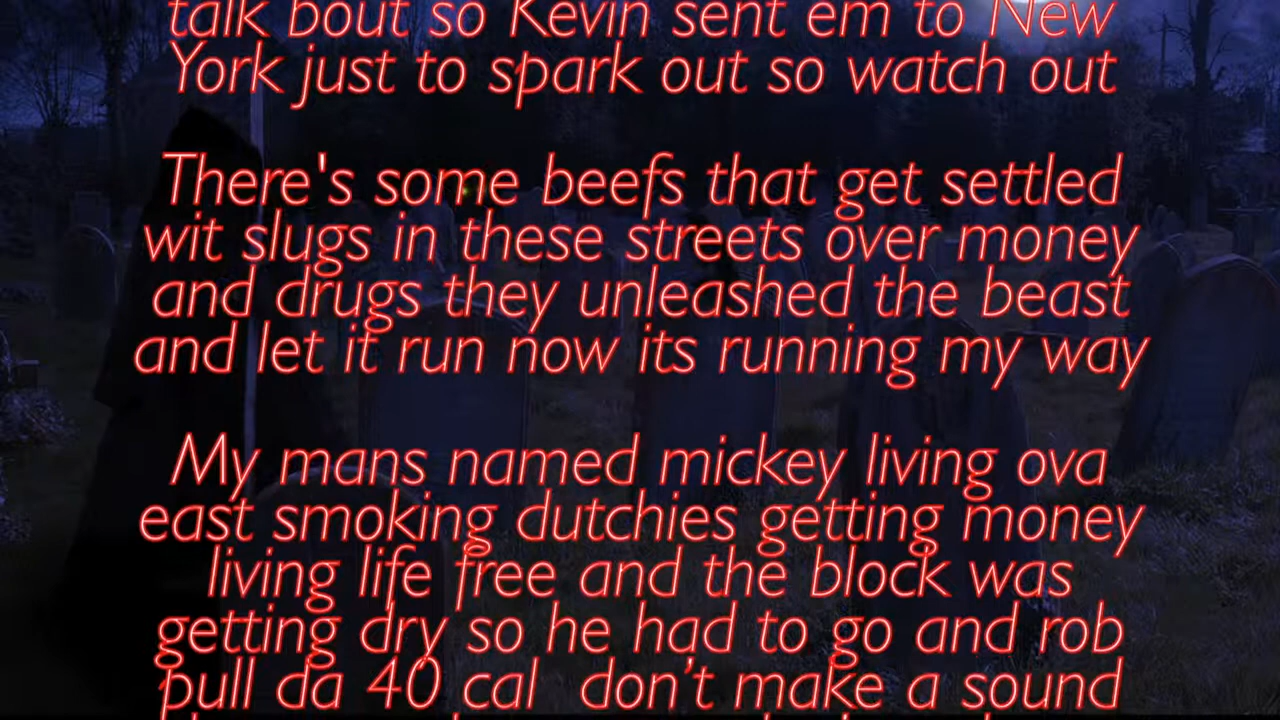 talk bout so Kevin sent em to New
York just to spark out so watch out
There's some beefs that get settled
wit slugs in these streets over money
and drugs they unleashed the beast
and let it run now its running my way
My mans named mickey living ova
east smoking dutchies getting money
living life free and the block was
getting dry so he had to go and rob
pull da 40 cal don’t make a sound